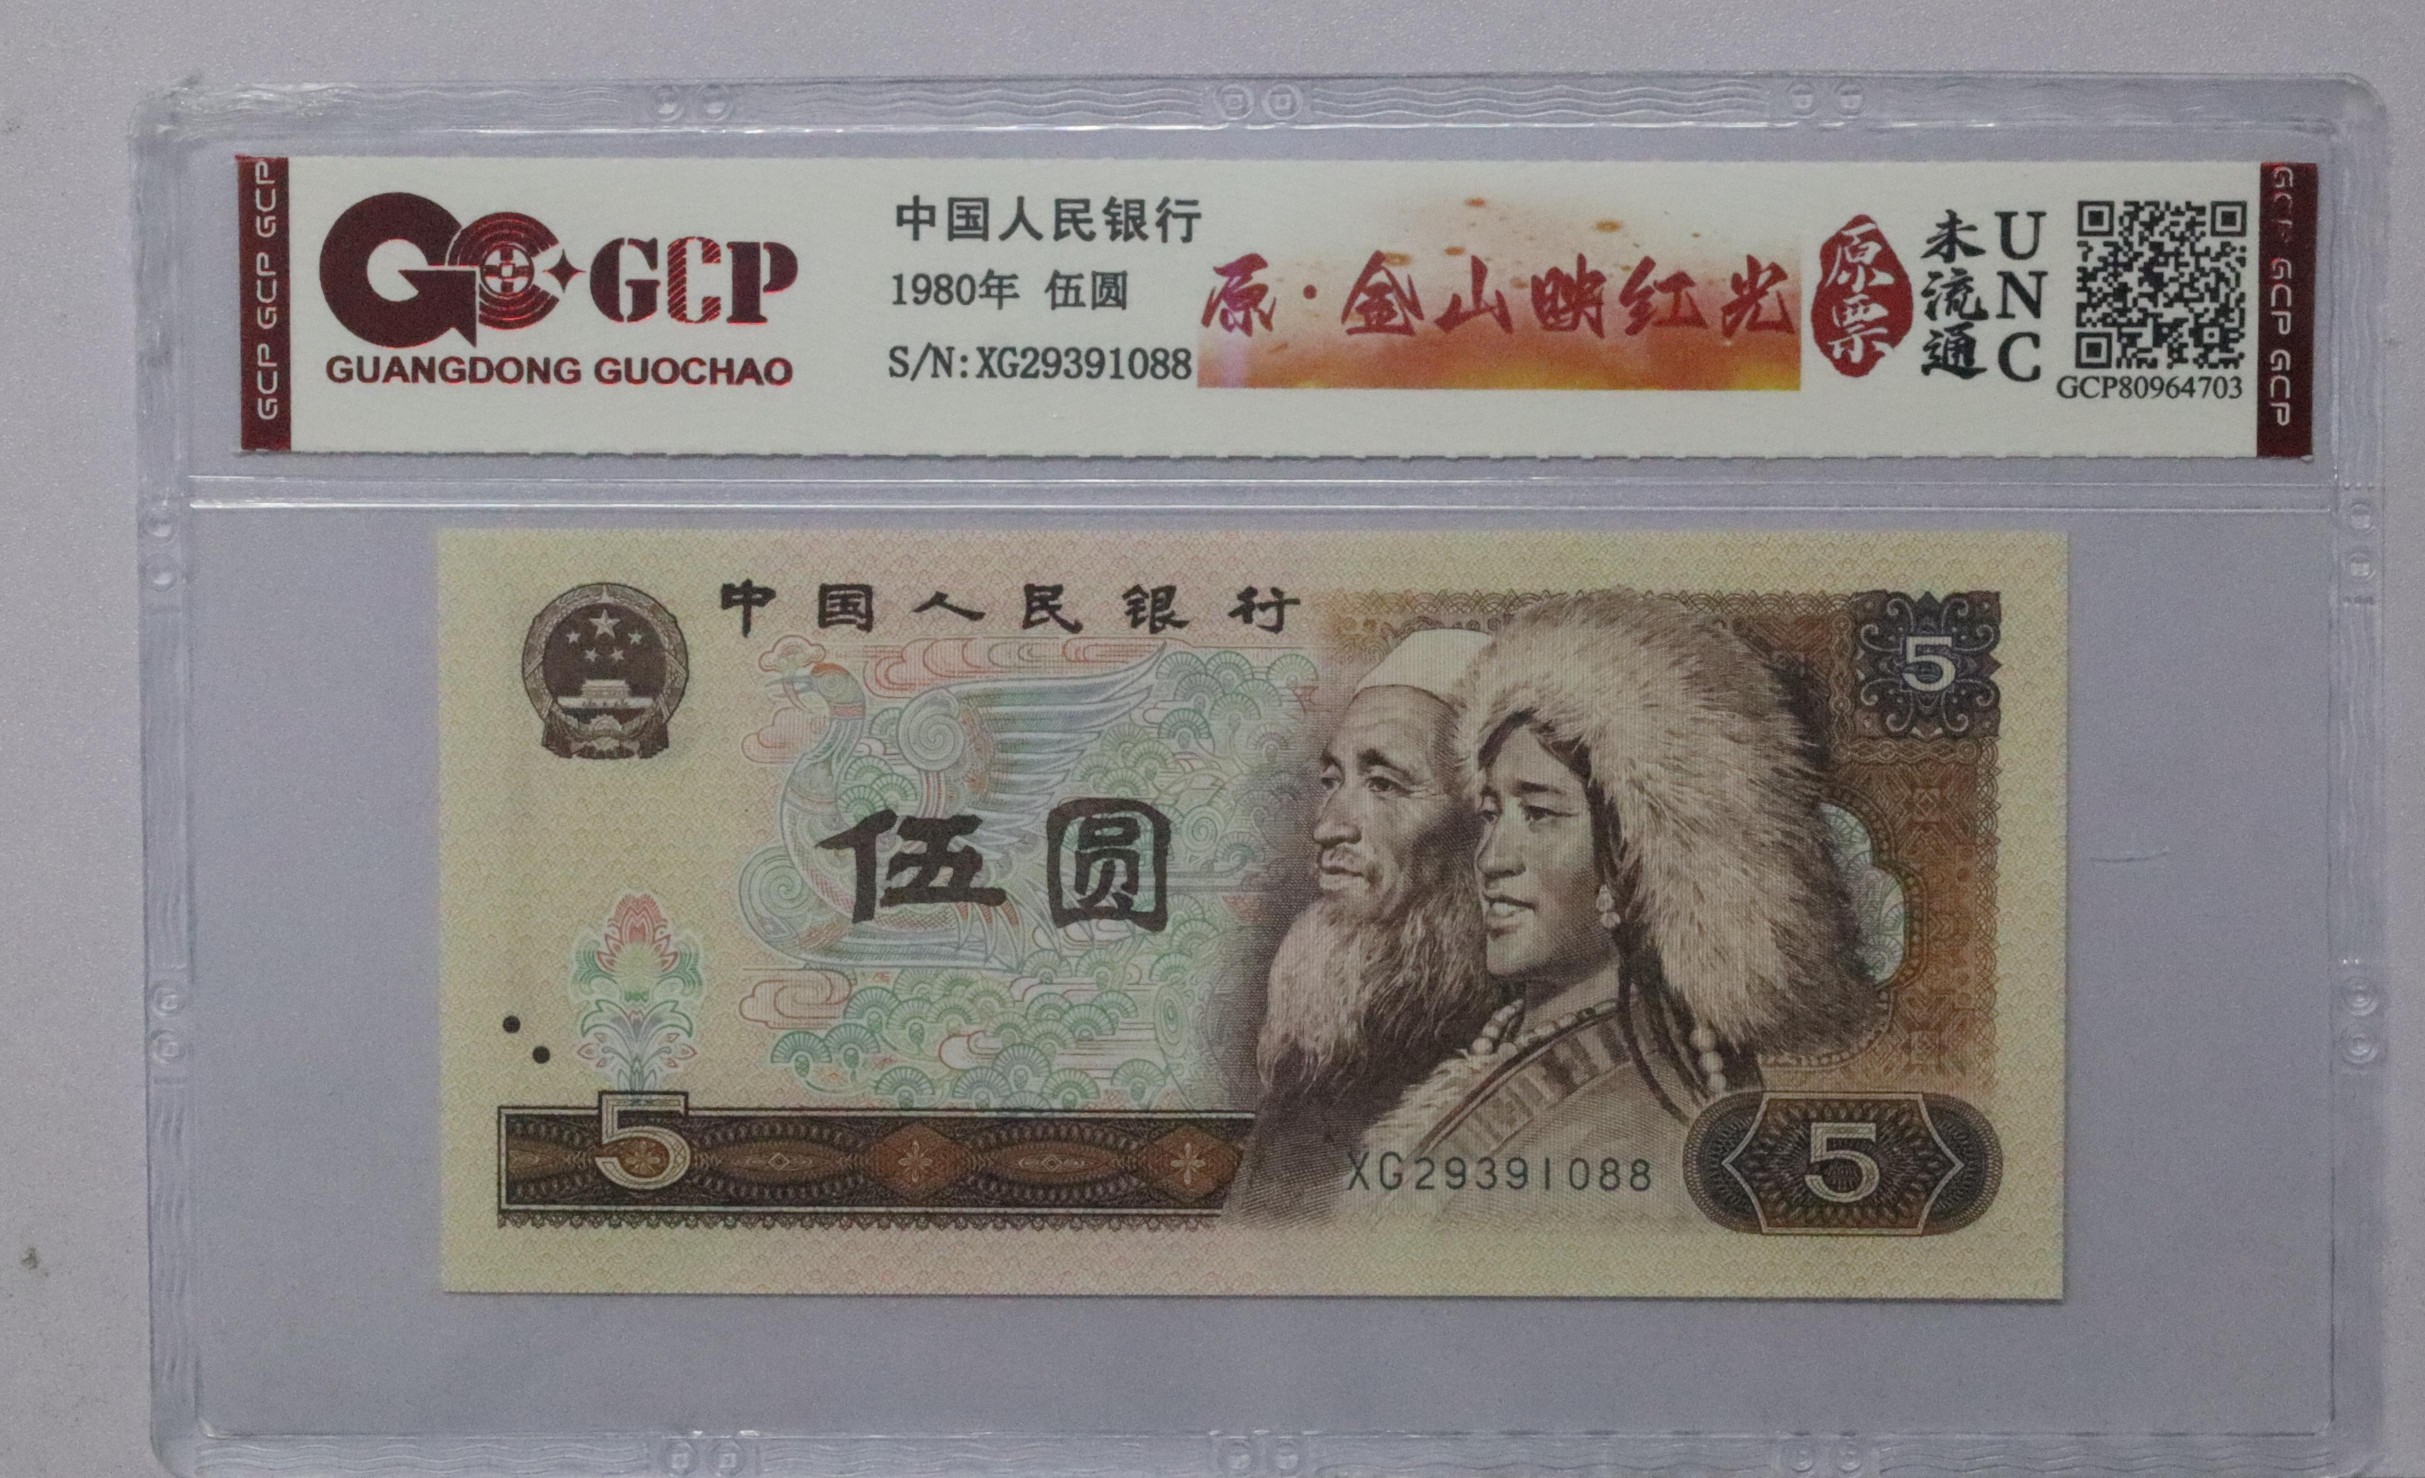 GCP GCP GCP
GCP
GUANGDONG GUOCHAO
中国人民银行
1980年 伍圆
S/N:XG29391088
原·金山映红光
原票
未流通
UNC
GCP80964703
GCP GCP GCP
中国人民银行
5
伍圆
5
XG29391088
5